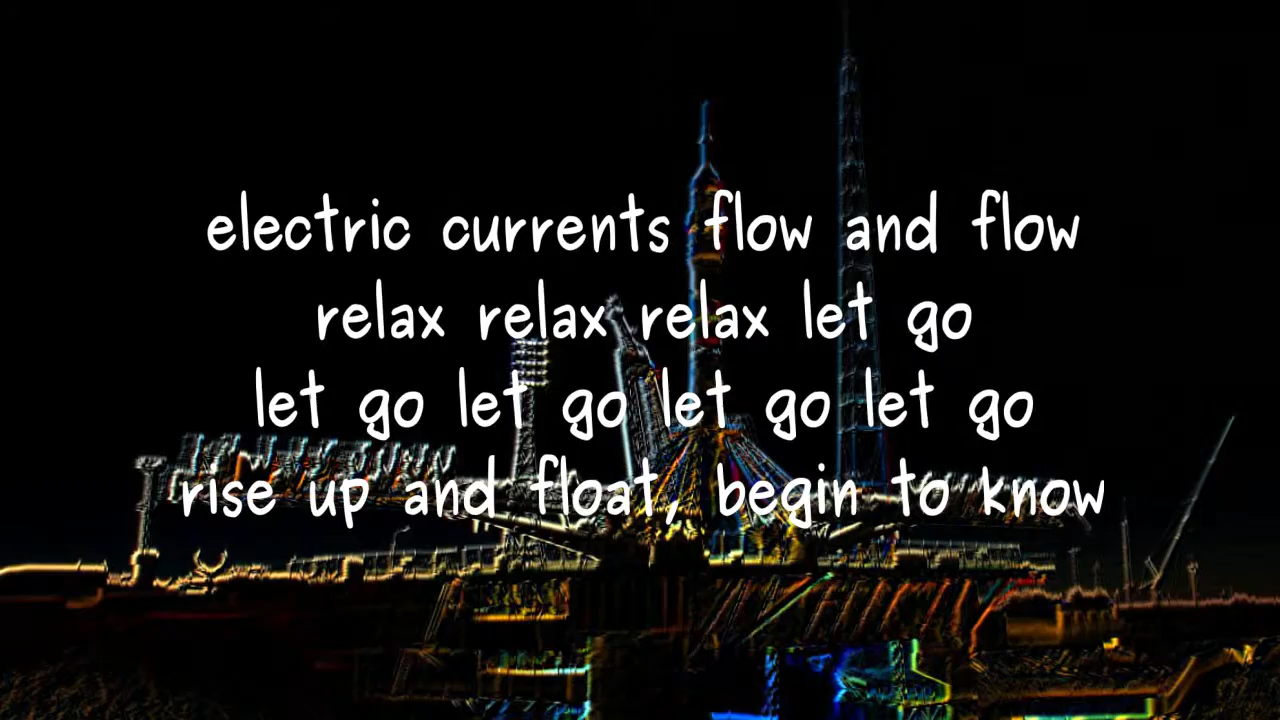 electric currents flow and flow
relax relax relax let go
let go let go let go let go
rise up and float, begin to know